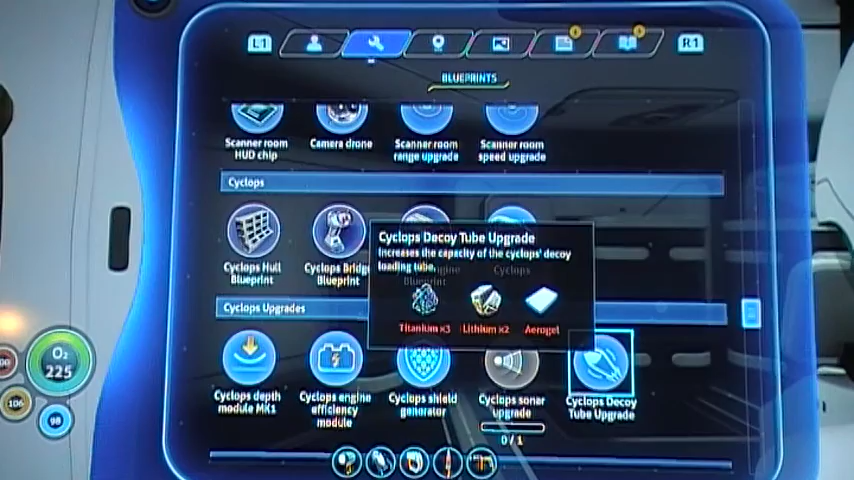 L1
R1
BLUEPRINTS
Scanner room
HUD chip
Camera drone
Scanner room
range upgrade
Scanner room
speed upgrade
Cyclops
Cyclops Hull
Blueprint
Cyclops Bridge
Blueprint
Engine
Cyclops
Cyclops Decoy Tube Upgrade
Increases the capacity of the cyclops' decoy
loading tube.
Titanium x3
Lithium x2
Aerogel
Cyclops Upgrades
Cyclops depth
module MK1
Cyclops engine
efficiency
module
Cyclops shield
generator
Cyclops sonar
upgrade
0 / 1
Cyclops Decoy
Tube Upgrade
O₂
225
106
98